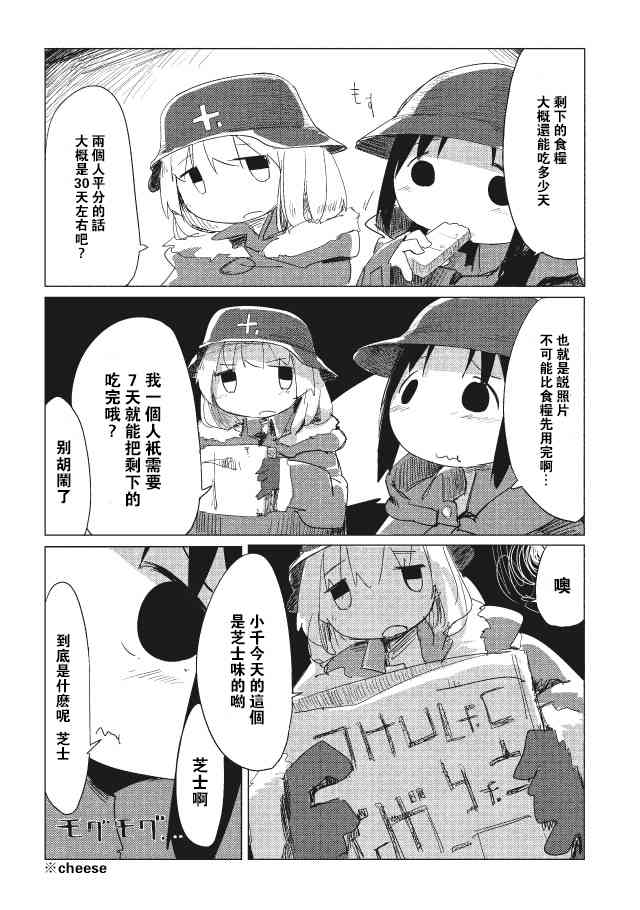 剩下的食糧
大概還能吃多少天
もす
兩個人平分的話
大概是30天左右吧？
也就是説照片
不可能比食糧先用完啊…
我一個人衹需要
7天就能把剩下的
吃完哦？
別胡鬧了
噢
小千今天的這個
是芝士味的喲
芝士啊
到底是什麽呢 芝士
モグモグ…
※cheese